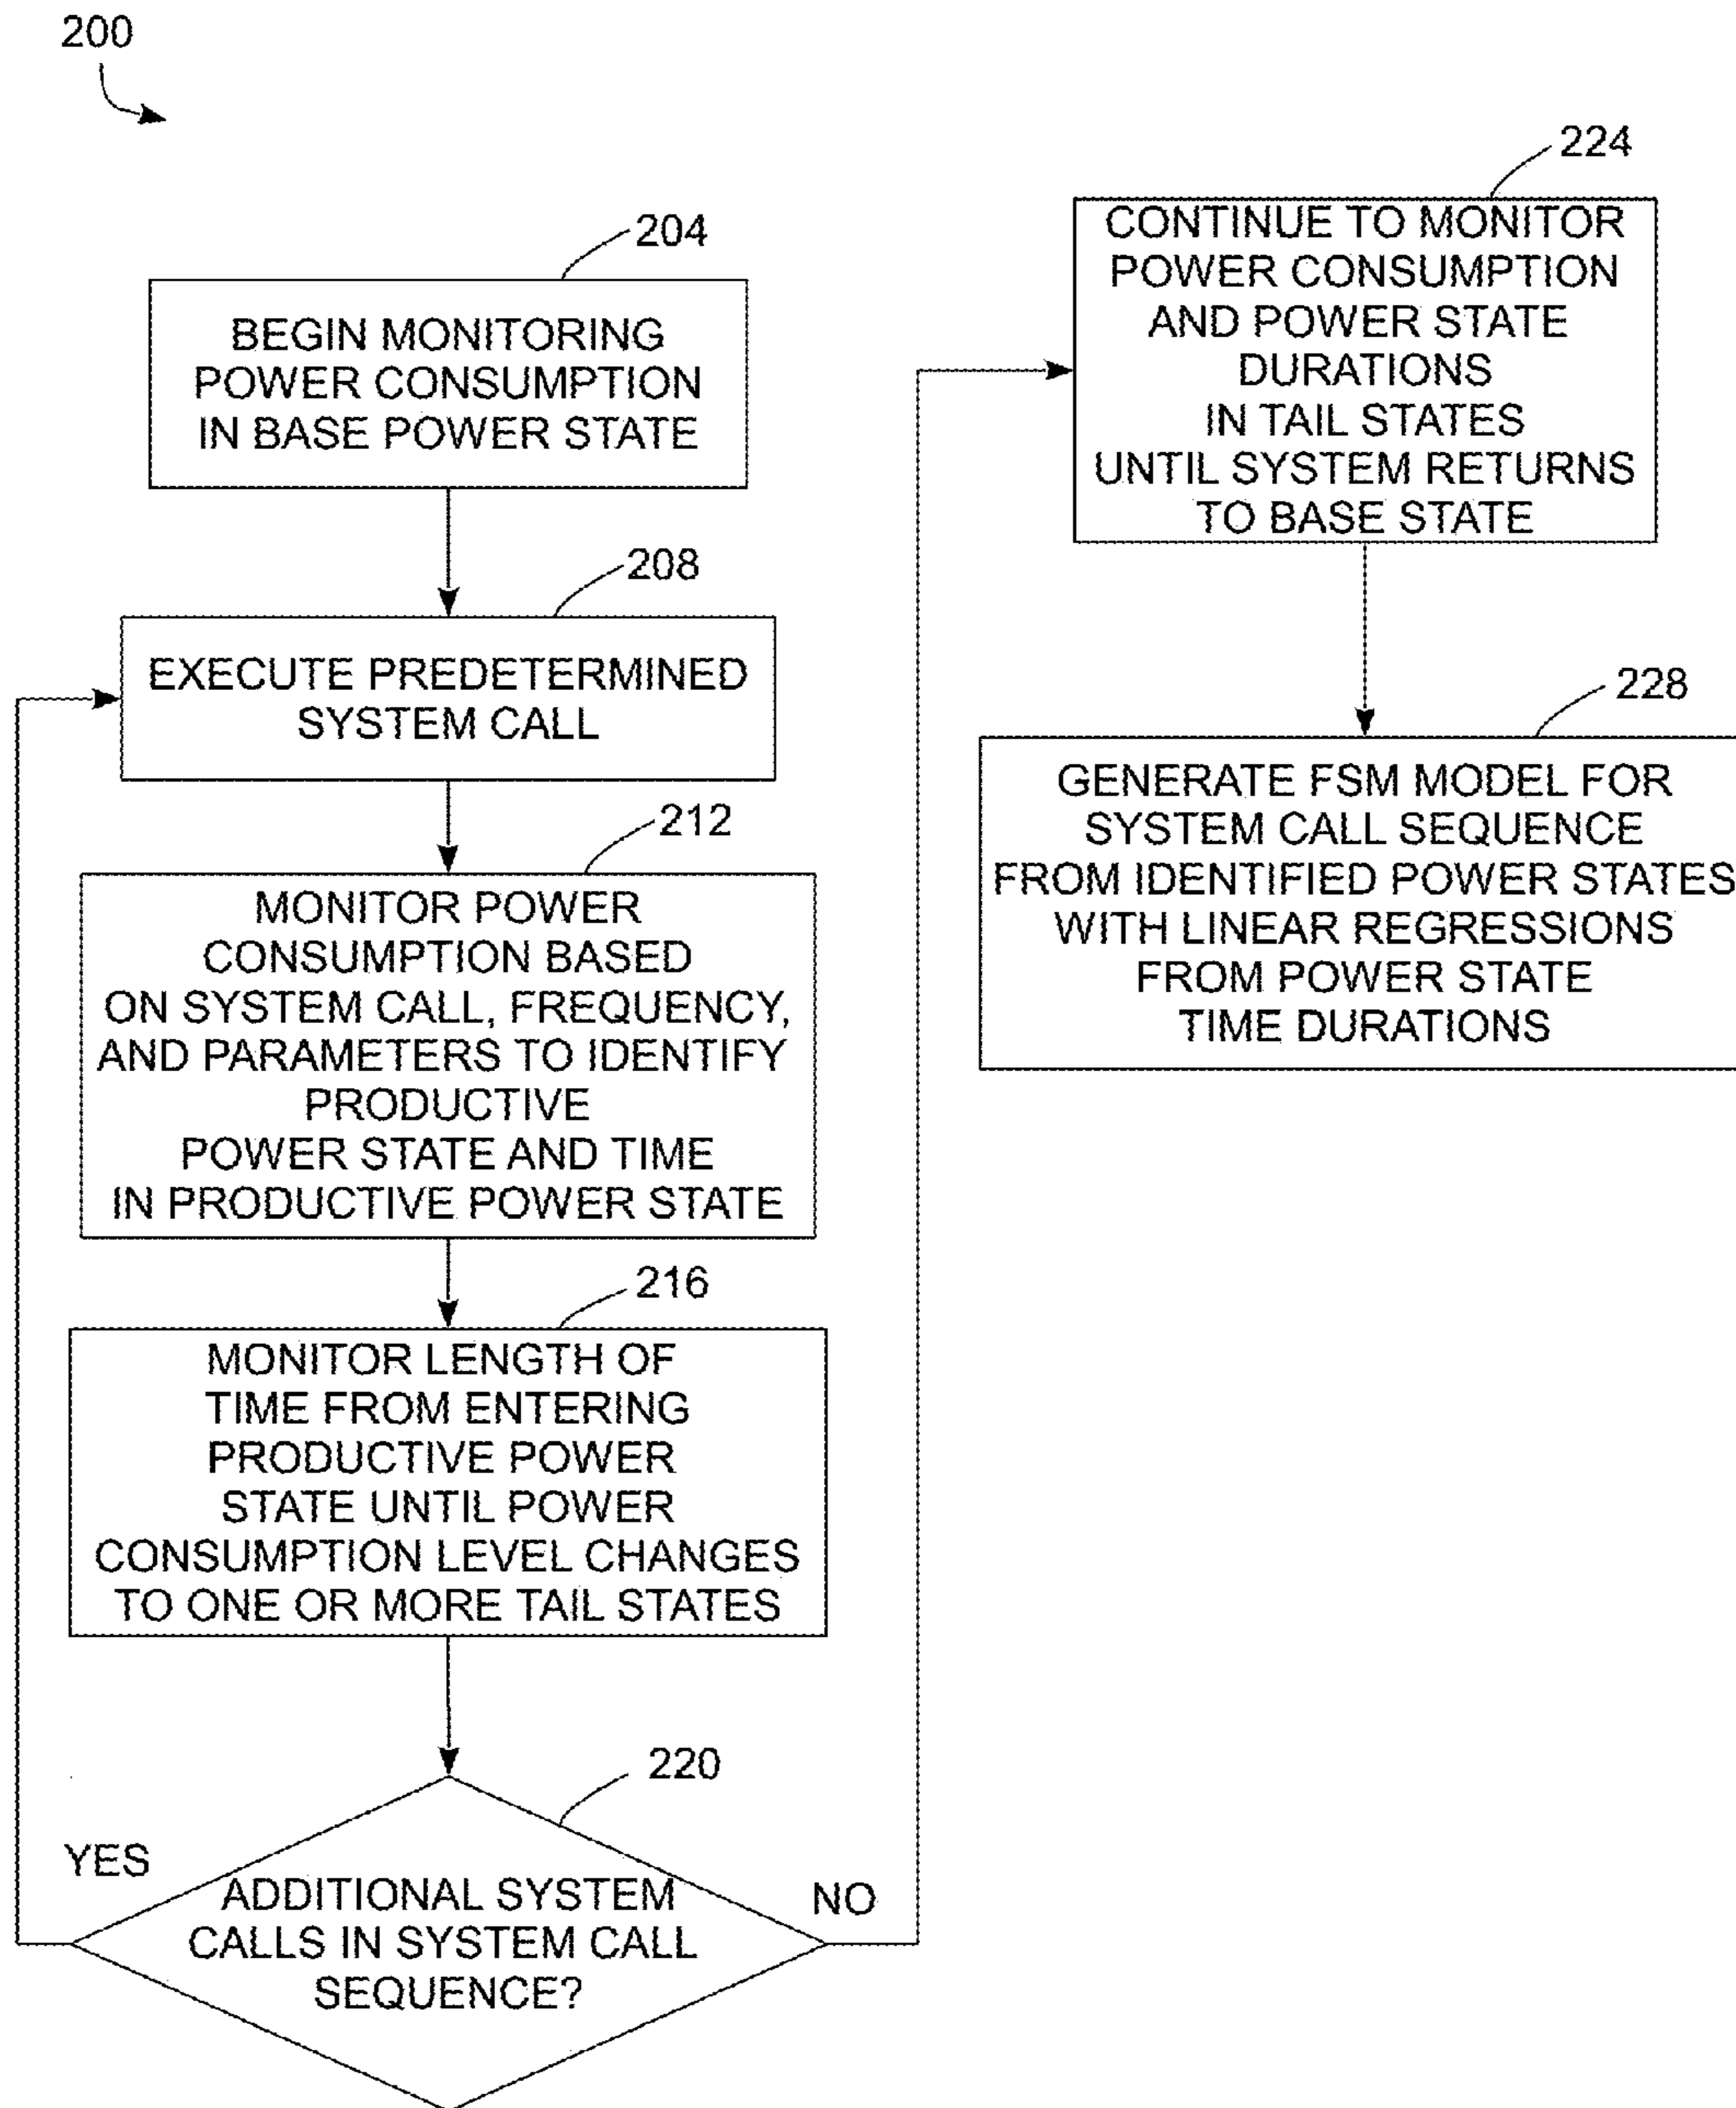 200
204
BEGIN MONITORING
POWER CONSUMPTION
IN BASE POWER STATE
208
EXECUTE PREDETERMINED
SYSTEM CALL
212
MONITOR POWER
CONSUMPTION BASED
ON SYSTEM CALL, FREQUENCY,
AND PARAMETERS TO IDENTIFY
PRODUCTIVE
POWER STATE AND TIME
IN PRODUCTIVE POWER STATE
216
MONITOR LENGTH OF
TIME FROM ENTERING
PRODUCTIVE POWER
STATE UNTIL POWER
CONSUMPTION LEVEL CHANGES
TO ONE OR MORE TAIL STATES
220
YES
ADDITIONAL SYSTEM
CALLS IN SYSTEM CALL
SEQUENCE?
NO
224
CONTINUE TO MONITOR
POWER CONSUMPTION
AND POWER STATE
DURATIONS
IN TAIL STATES
UNTIL SYSTEM RETURNS
TO BASE STATE
228
GENERATE FSM MODEL FOR
SYSTEM CALL SEQUENCE
FROM IDENTIFIED POWER STATES
WITH LINEAR REGRESSIONS
FROM POWER STATE
TIME DURATIONS